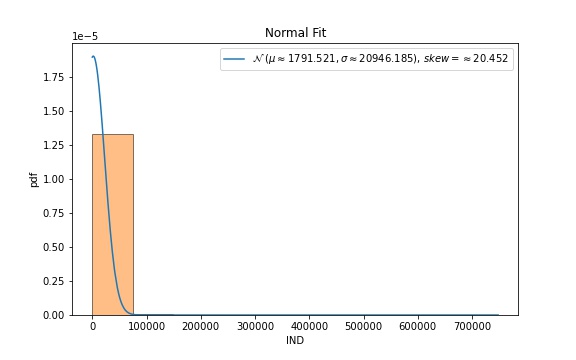 Normal Fit
1e−5
𝒩(μ≈1791.521, σ≈20946.185), skew=≈20.452
1.75
1.50
1.25
1.00
0.75
0.50
0.25
0.00
pdf
0 100000 200000 300000 400000 500000 600000 700000
IND